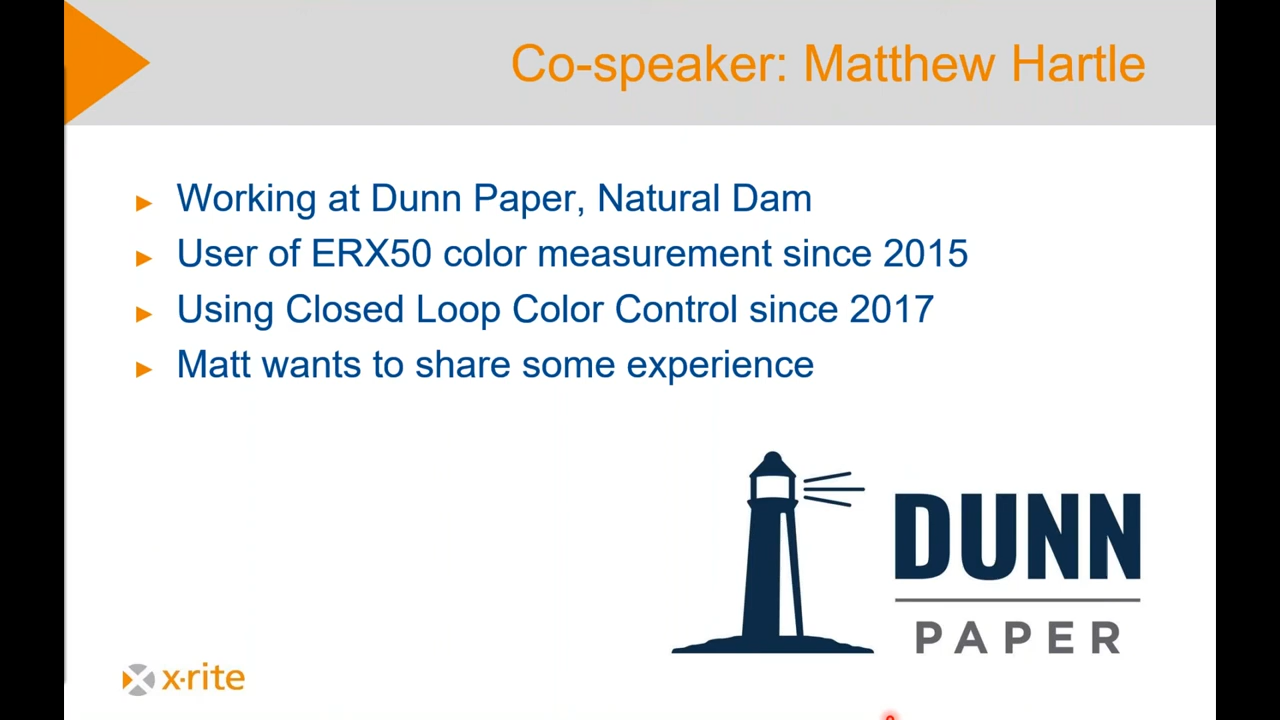 Co-speaker: Matthew Hartle
Working at Dunn Paper, Natural Dam
User of ERX50 color measurement since 2015
Using Closed Loop Color Control since 2017
Matt wants to share some experience
DUNN
PAPER
x·rite